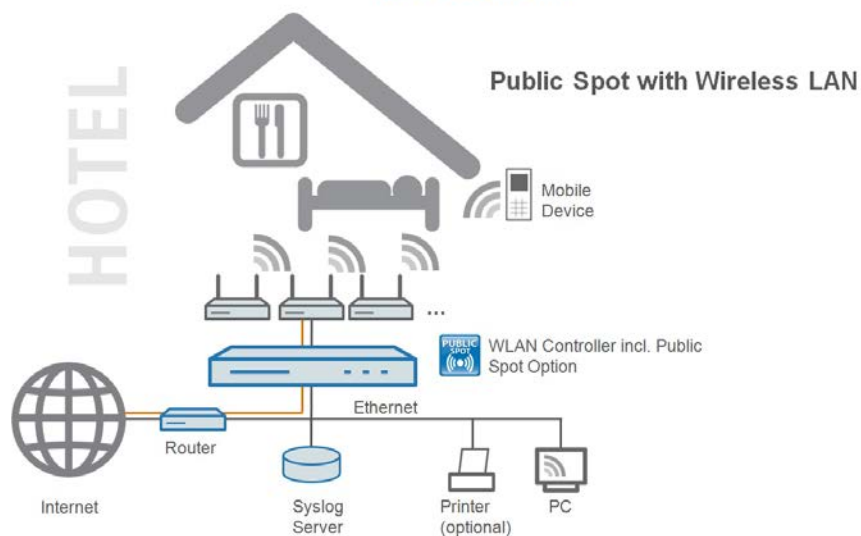 HOTEL
Public Spot with Wireless LAN
Mobile
Device
...
PUBLIC
SPOT
WLAN Controller incl. Public
Spot Option
Ethernet
Router
Internet
Syslog
Server
Printer
(optional)
PC